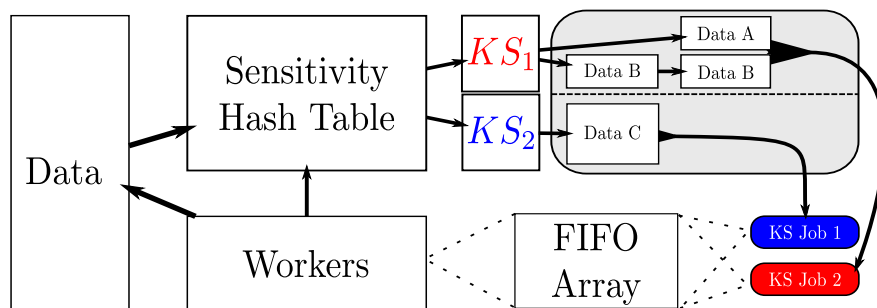 Data
Sensitivity
Hash Table
KS₁
KS₂
Data A
Data B
Data B
Data C
Workers
FIFO
Array
KS Job 1
KS Job 2